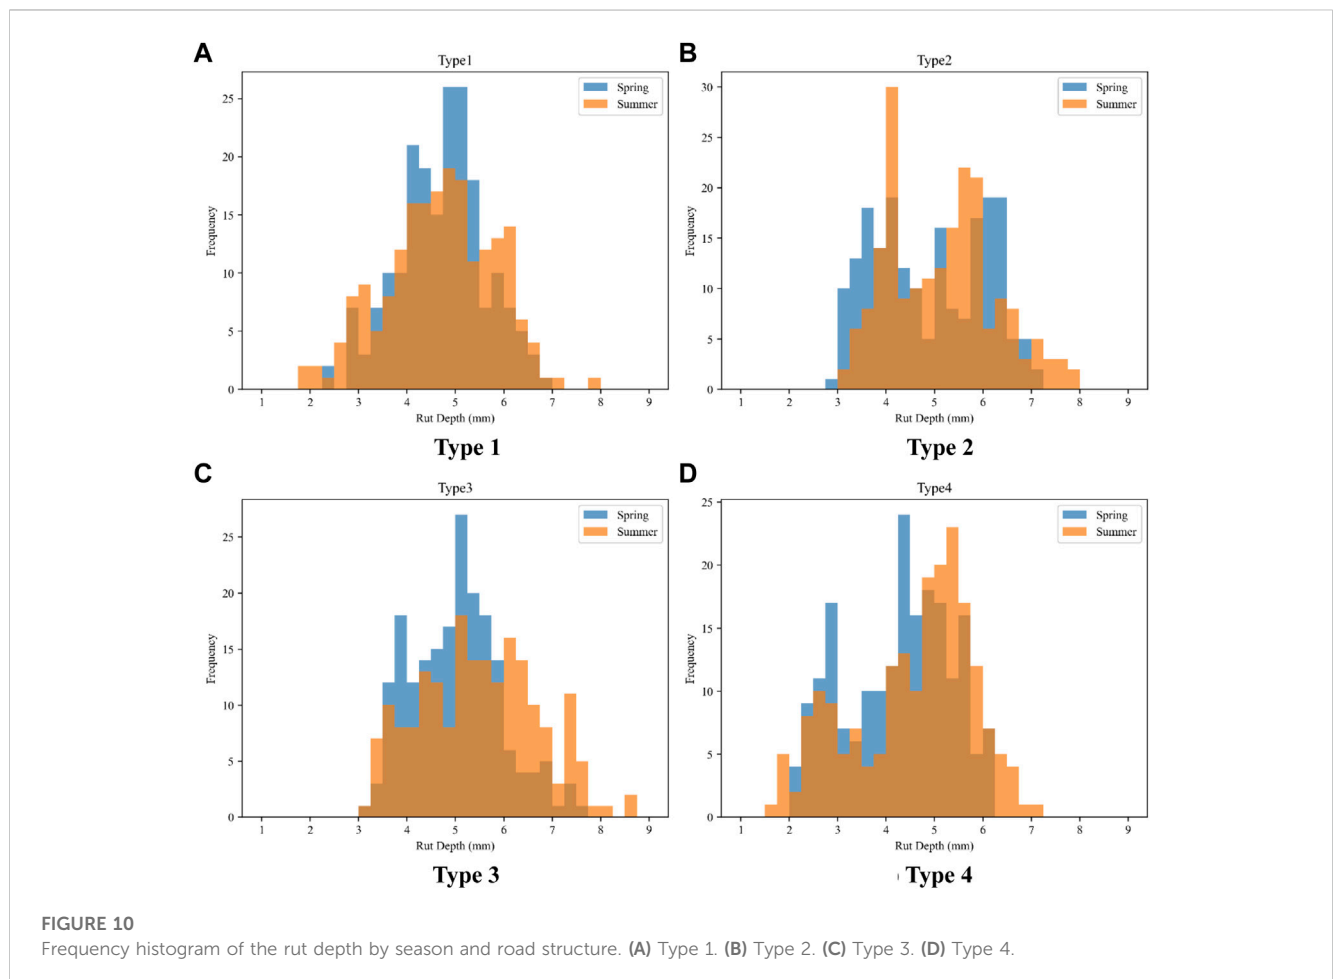 A
Type1
Spring
Summer
25
20
15
10
5
0
Frequency
1 2 3 4 5 6 7 8 9
Rut Depth (mm)
Type 1
B
Type2
Spring
Summer
30
25
20
15
10
5
0
Frequency
1 2 3 4 5 6 7 8 9
Rut Depth (mm)
Type 2
C
Type3
Spring
Summer
25
20
15
10
5
0
Frequency
1 2 3 4 5 6 7 8 9
Rut Depth (mm)
Type 3
D
Type4
Spring
Summer
25
20
15
10
5
0
Frequency
1 2 3 4 5 6 7 8 9
Rut Depth (mm)
) Type 4
FIGURE 10
Frequency histogram of the rut depth by season and road structure. (A) Type 1. (B) Type 2. (C) Type 3. (D) Type 4.